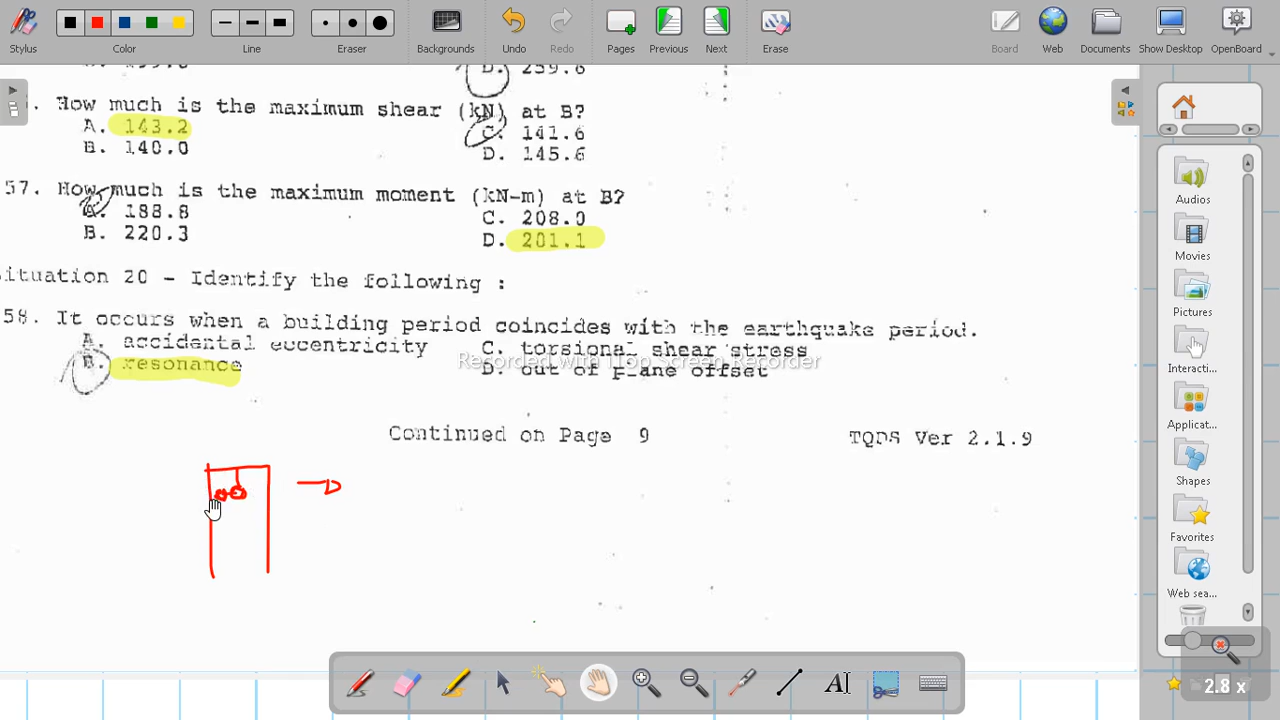 Stylus
Color
Line
Eraser
Backgrounds
Undo
Redo
Pages
Previous
Next
Erase
Board
Web
Documents
Show Desktop
OpenBoard
D. 259.6
How much is the maximum shear (kN) at B?
A. 143.2
C. 141.6
B. 140.0
D. 145.6
57. How much is the maximum moment (kN-m) at B?
A. 188.8
C. 208.0
B. 220.3
D. 201.1
Situation 20 - Identify the following :
58. It occurs when a building period coincides with the earthquake period.
A. accidental eccentricity
C. torsional shear stress
B. resonance
D. out of plane offset
Recorded with iTop Screen Recorder
Continued on Page 9
TQDS Ver 2.1.9
Audios
Movies
Pictures
Interacti...
Applicat...
Shapes
Favorites
Web sea...
2.8 x